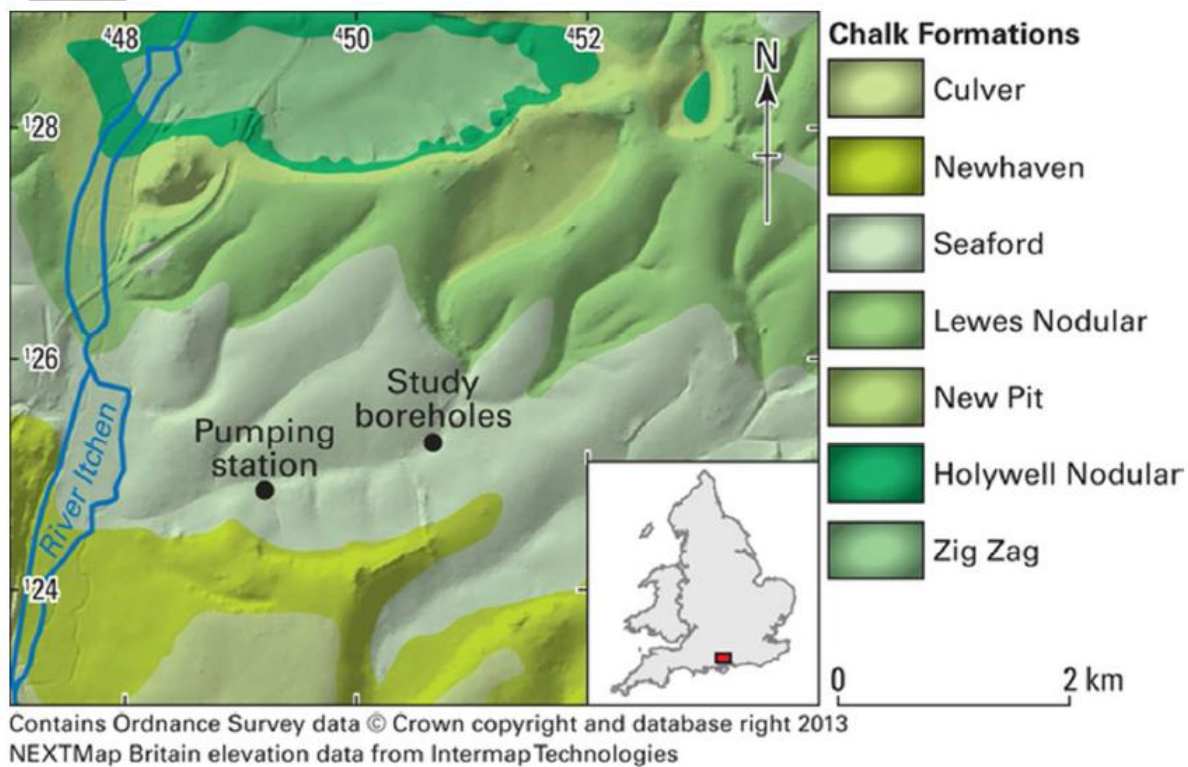 ⁴48
⁴50
⁴52
N
¹28
¹26
¹24
Study
boreholes
Pumping
station
River Itchen
Chalk Formations
Culver
Newhaven
Seaford
Lewes Nodular
New Pit
Holywell Nodular
Zig Zag
0 2 km
Contains Ordnance Survey data © Crown copyright and database right 2013
NEXTMap Britain elevation data from Intermap Technologies